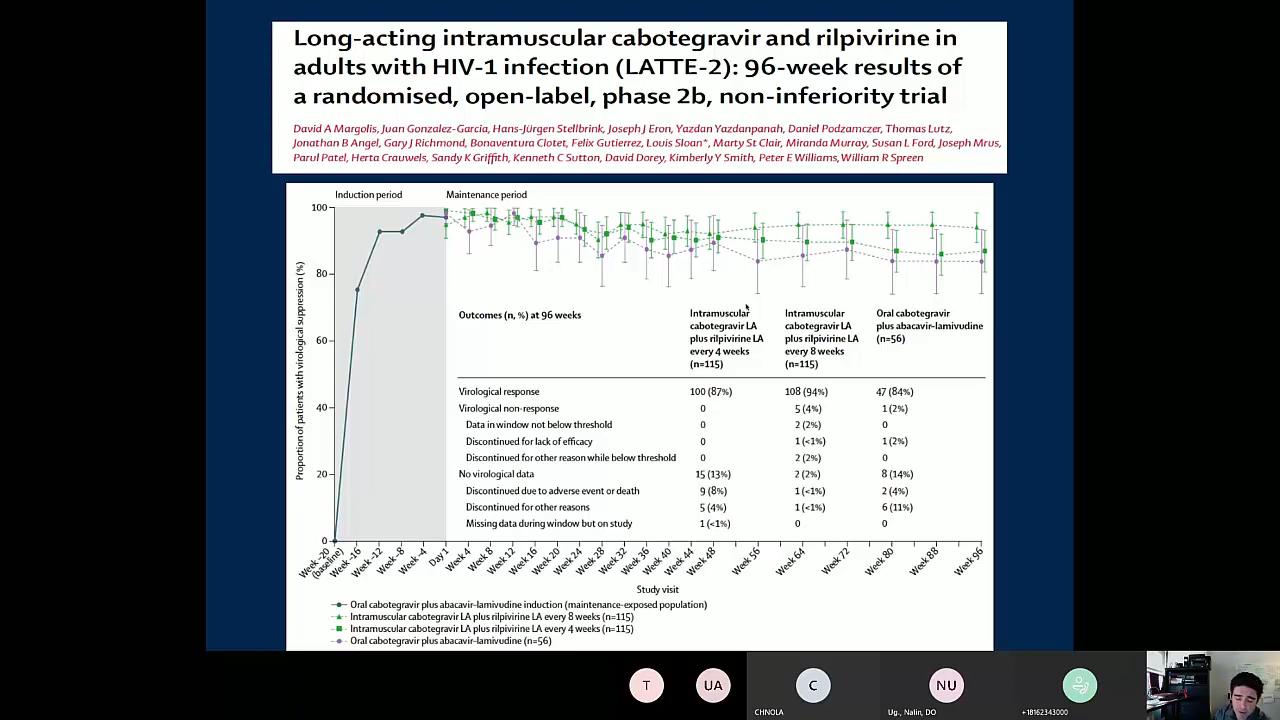 Long-acting intramuscular cabotegravir and rilpivirine in
adults with HIV-1 infection (LATTE-2): 96-week results of
a randomised, open-label, phase 2b, non-inferiority trial
David A Margolis, Juan Gonzalez-Garcia, Hans-Jürgen Stellbrink, Joseph J Eron, Yazdan Yazdanpanah, Daniel Podzamczer, Thomas Lutz,
Jonathan B Angel, Gary J Richmond, Bonaventura Clotet, Felix Gutierrez, Louis Sloan*, Marty St Clair, Miranda Murray, Susan L Ford, Joseph Mrus,
Parul Patel, Herta Crauwels, Sandy K Griffith, Kenneth C Sutton, David Dorey, Kimberly Y Smith, Peter E Williams, William R Spreen
Induction period Maintenance period
100
80
60
40
20
0
Proportion of patients with virological suppression (%)
Outcomes (n, %) at 96 weeks
Intramuscular
cabotegravir LA
plus rilpivirine LA
every 4 weeks
(n=115)
Intramuscular
cabotegravir LA
plus rilpivirine LA
every 8 weeks
(n=115)
Oral cabotegravir
plus abacavir-lamivudine
(n=56)
Virological response 100 (87%) 108 (94%) 47 (84%)
Virological non-response 0 5 (4%) 1 (2%)
Data in window not below threshold 0 2 (2%) 0
Discontinued for lack of efficacy 0 1 (<1%) 1 (2%)
Discontinued for other reason while below threshold 0 2 (2%) 0
No virological data 15 (13%) 2 (2%) 8 (14%)
Discontinued due to adverse event or death 9 (8%) 1 (<1%) 2 (4%)
Discontinued for other reasons 5 (4%) 1 (<1%) 6 (11%)
Missing data during window but on study 1 (<1%) 0 0
Week -20
(baseline)
Week -16
Week -12
Week -8
Week -4
Day 1
Week 4
Week 8
Week 12
Week 16
Week 20
Week 24
Week 28
Week 32
Week 36
Week 40
Week 44
Week 48
Week 56
Week 64
Week 72
Week 80
Week 88
Week 96
Study visit
Oral cabotegravir plus abacavir-lamivudine induction (maintenance-exposed population)
Intramuscular cabotegravir LA plus rilpivirine LA every 8 weeks (n=115)
Intramuscular cabotegravir LA plus rilpivirine LA every 4 weeks (n=115)
Oral cabotegravir plus abacavir-lamivudine (n=56)
T
UA
C
NU
CHNOLA
Ug., Nalin, DO
+18162343000